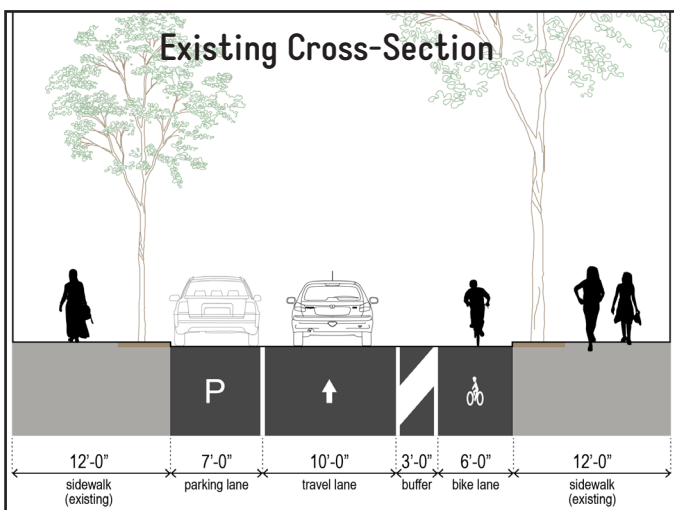 Existing Cross-Section
P
12'-0" 7'-0" 10'-0" 3'-0" 6'-0" 12'-0"
sidewalk parking lane travel lane buffer bike lane sidewalk
(existing) (existing)